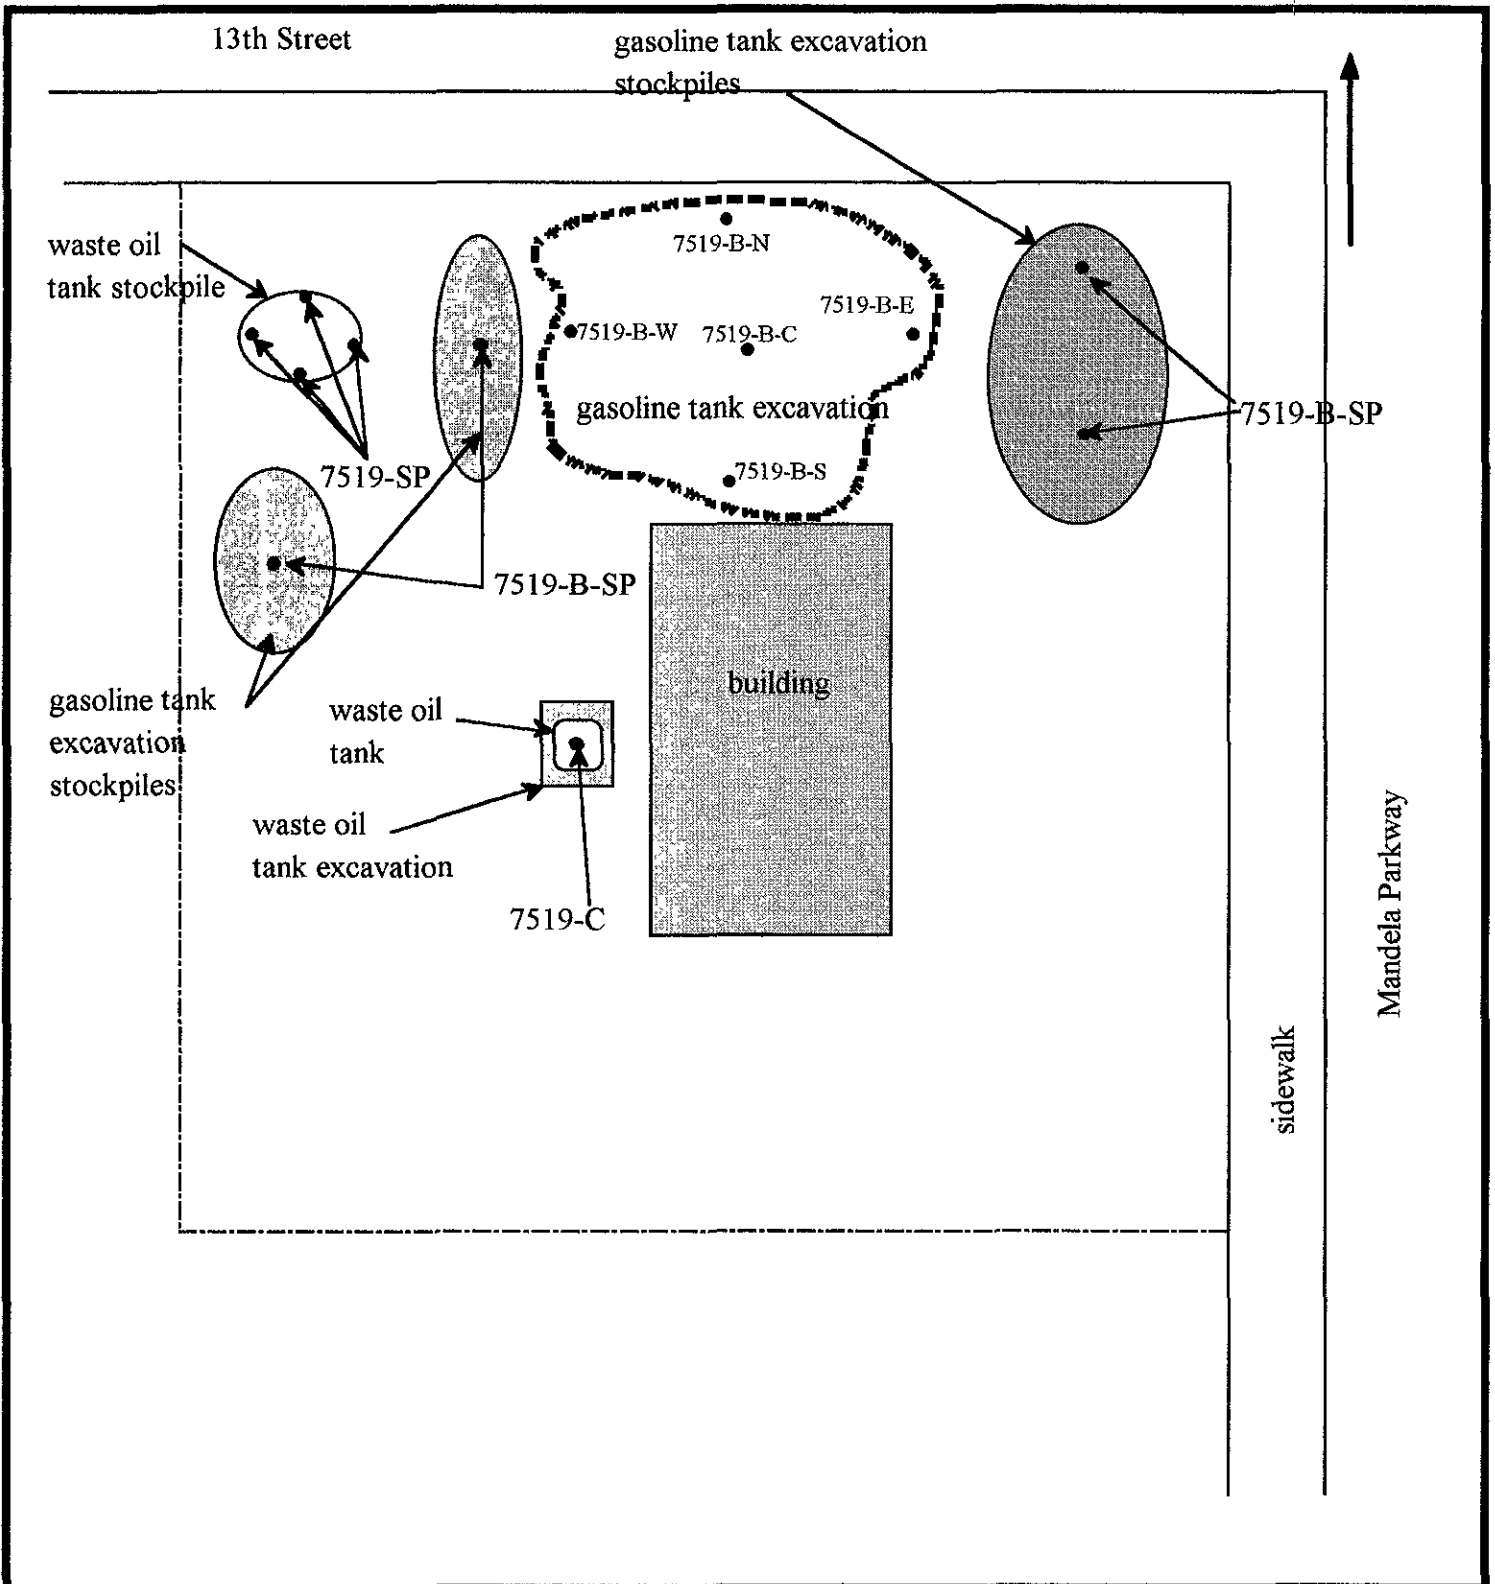 13th Street
gasoline tank excavation
stockpiles
waste oil
tank stockpile
7519-B-N
7519-B-E
7519-B-W
7519-B-C
gasoline tank excavation
7519-B-SP
7519-SP
7519-B-S
7519-B-SP
building
gasoline tank
excavation
stockpiles
waste oil
tank
waste oil
tank excavation
7519-C
Mandela Parkway
sidewalk